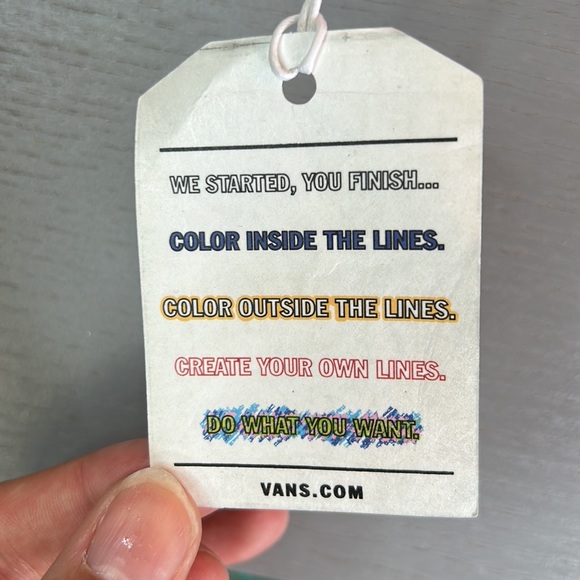 WE STARTED, YOU FINISH...
COLOR INSIDE THE LINES.
COLOR OUTSIDE THE LINES.
CREATE YOUR OWN LINES.
DO WHAT YOU WANT.
VANS.COM